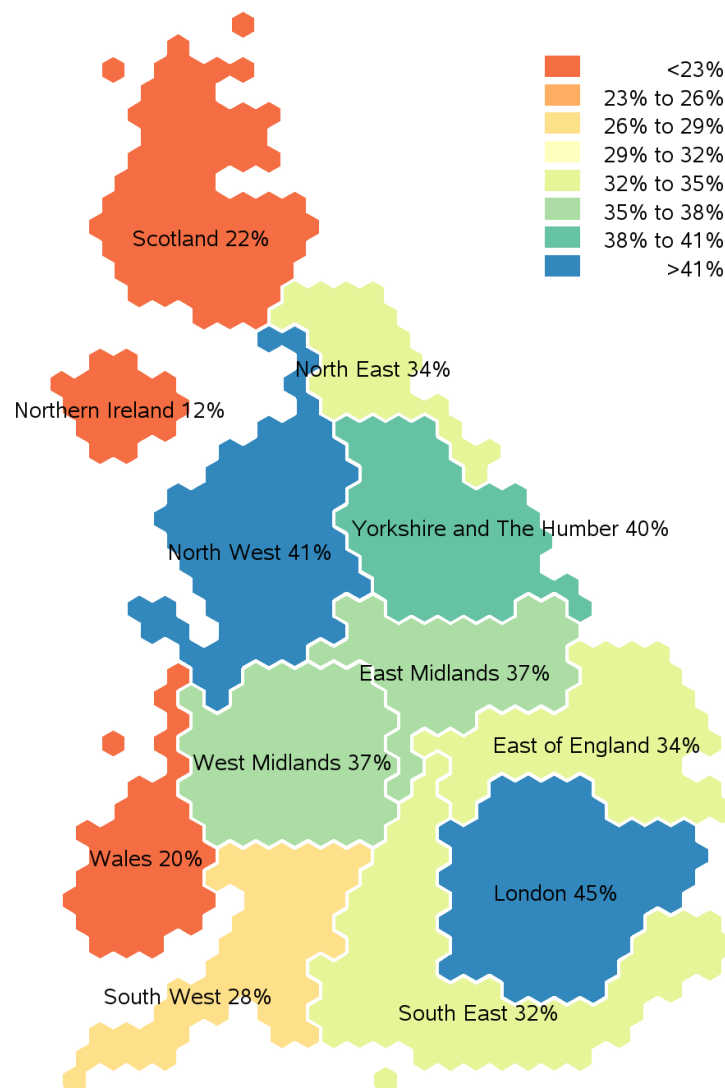 <23%
23% to 26%
26% to 29%
29% to 32%
32% to 35%
35% to 38%
38% to 41%
>41%
Scotland 22%
North East 34%
Northern Ireland 12%
Yorkshire and The Humber 40%
North West 41%
East Midlands 37%
East of England 34%
West Midlands 37%
Wales 20%
London 45%
South West 28%
South East 32%